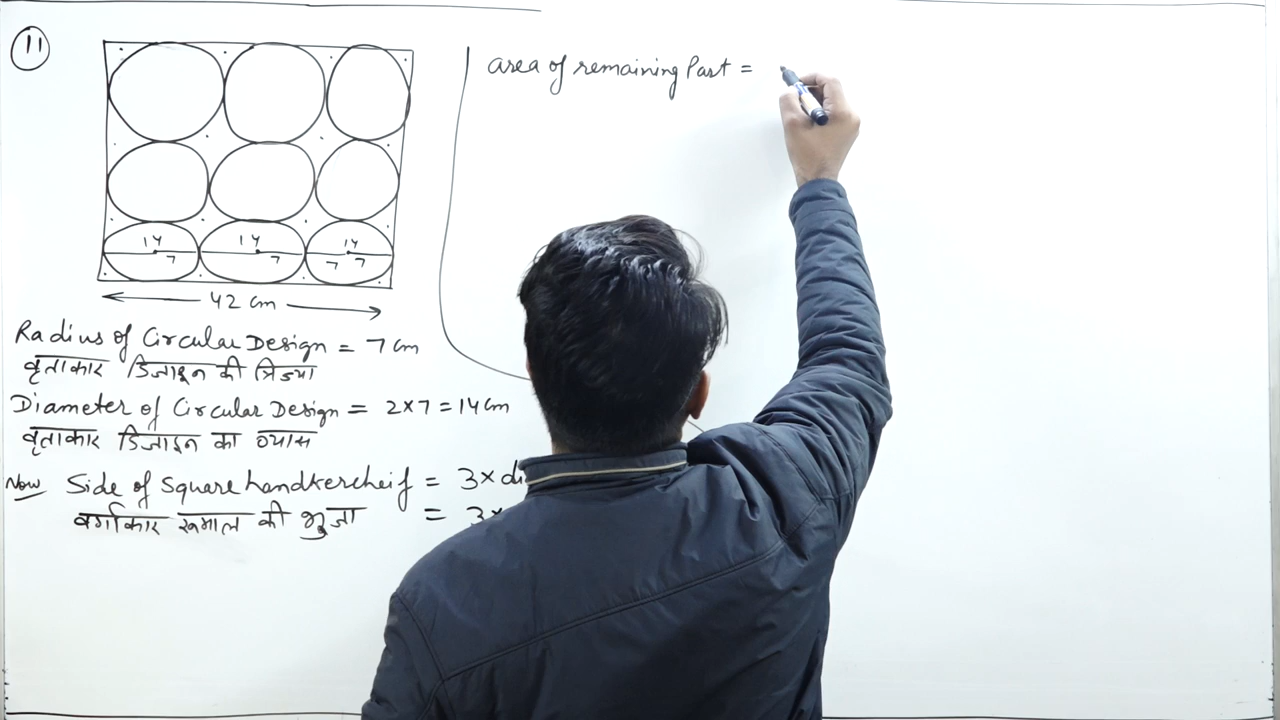 11
14 14 14
7 7 7 7
42 cm
Radius of Circular Design = 7 cm
वृताकार डिजाइन की त्रिज्या
Diameter of Circular Design = 2×7 = 14 cm
वृताकार डिजाइन का व्यास
Now Side of Square handkercheif = 3×
वर्गाकार रूमाल की भुजा = 3×
area of remaining Part =